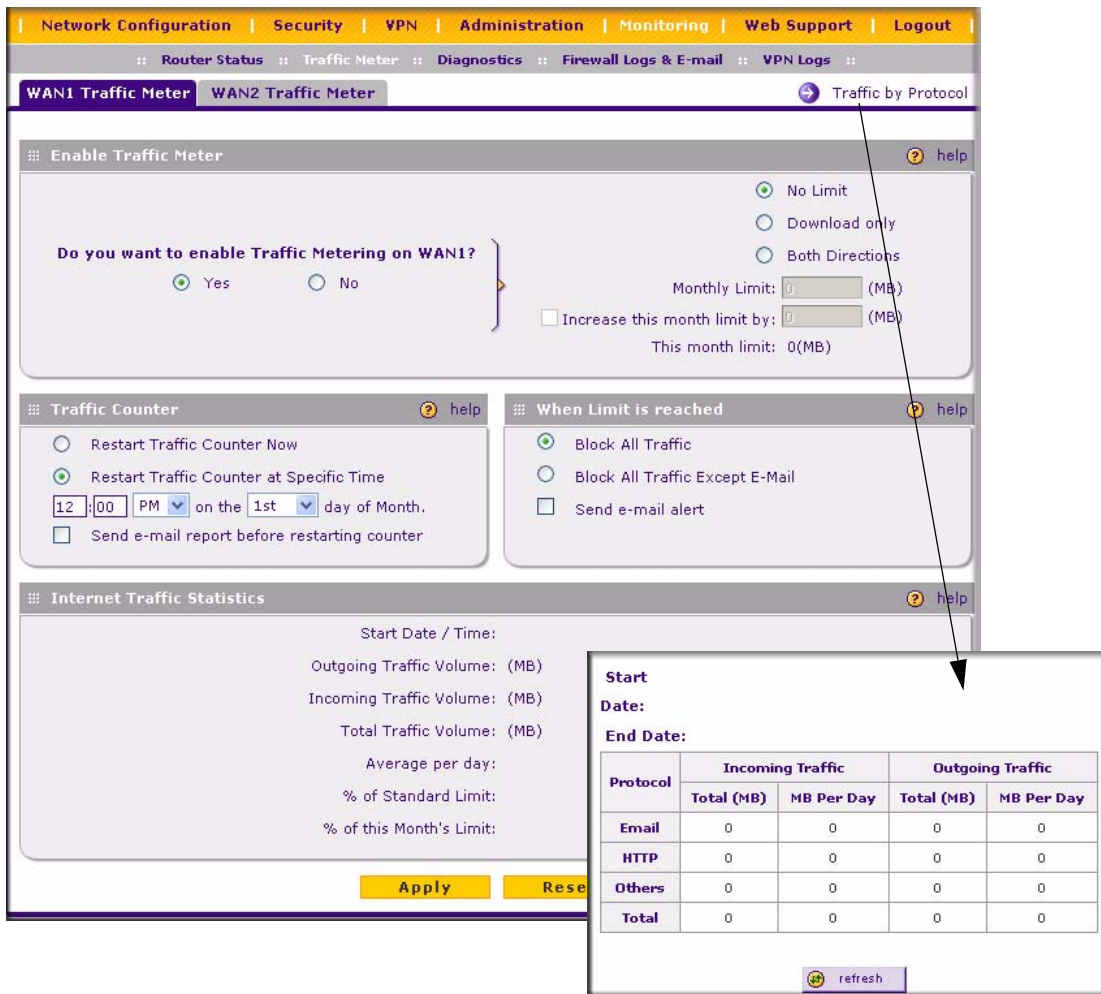 Network Configuration | Security | VPN | Administration | Monitoring | Web Support | Logout
:: Router Status :: Traffic Meter :: Diagnostics :: Firewall Logs & E-mail :: VPN Logs ::
WAN1 Traffic Meter WAN2 Traffic Meter Traffic by Protocol
Enable Traffic Meter help
No Limit
Download only
Do you want to enable Traffic Metering on WAN1? Both Directions
Yes No
Monthly Limit: 0 (MB)
Increase this month limit by: 0 (MB)
This month limit: 0(MB)
Traffic Counter help
Restart Traffic Counter Now
Restart Traffic Counter at Specific Time
12 : 00 PM on the 1st day of Month.
Send e-mail report before restarting counter
When Limit is reached help
Block All Traffic
Block All Traffic Except E-Mail
Send e-mail alert
Internet Traffic Statistics help
Start Date / Time:
Outgoing Traffic Volume: (MB)
Incoming Traffic Volume: (MB)
Total Traffic Volume: (MB)
Average per day:
% of Standard Limit:
% of this Month's Limit:
Apply Rese
Start
Date:
End Date:
Protocol Incoming Traffic Outgoing Traffic
Total (MB) MB Per Day Total (MB) MB Per Day
Email 0 0 0 0
HTTP 0 0 0 0
Others 0 0 0 0
Total 0 0 0 0
refresh